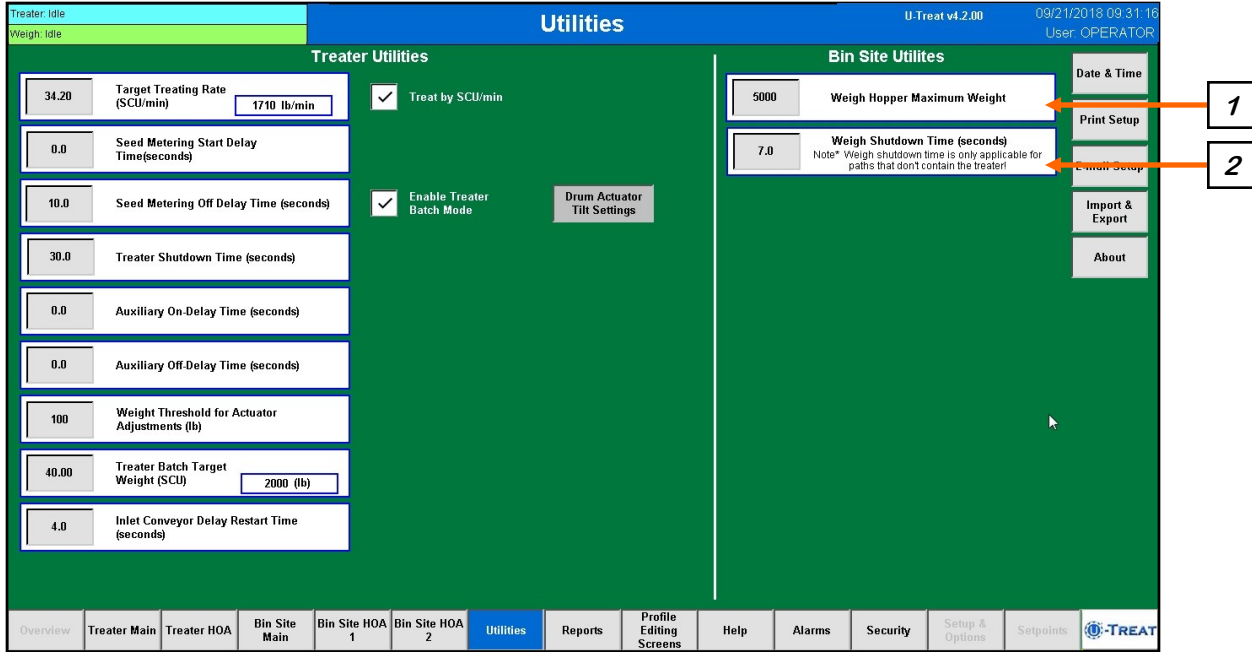 Treater: Idle
Weigh: Idle
Utilities
U-Treat v4.2.00
09/21/2018 09:31:16
User: OPERATOR
Treater Utilities
34.20
Target Treating Rate
(SCU/min)
1710 lb/min
Treat by SCU/min
0.0
Seed Metering Start Delay
Time(seconds)
10.0
Seed Metering Off Delay Time (seconds)
Enable Treater
Batch Mode
Drum Actuator
Tilt Settings
30.0
Treater Shutdown Time (seconds)
0.0
Auxiliary On-Delay Time (seconds)
0.0
Auxiliary Off-Delay Time (seconds)
100
Weight Threshold for Actuator
Adjustments (lb)
40.00
Treater Batch Target
Weight (SCU)
2000 (lb)
4.0
Inlet Conveyor Delay Restart Time
(seconds)
Bin Site Utilites
5000
Weigh Hopper Maximum Weight
7.0
Weigh Shutdown Time (seconds)
Note* Weigh shutdown time is only applicable for
paths that don't contain the treater!
Date & Time
Print Setup
E-mail Setup
Import &
Export
About
1
2
Overview
Treater Main
Treater HOA
Bin Site
Main
Bin Site HOA
1
Bin Site HOA
2
Utilities
Reports
Profile
Editing
Screens
Help
Alarms
Security
Setup &
Options
Setpoints
U-TREAT